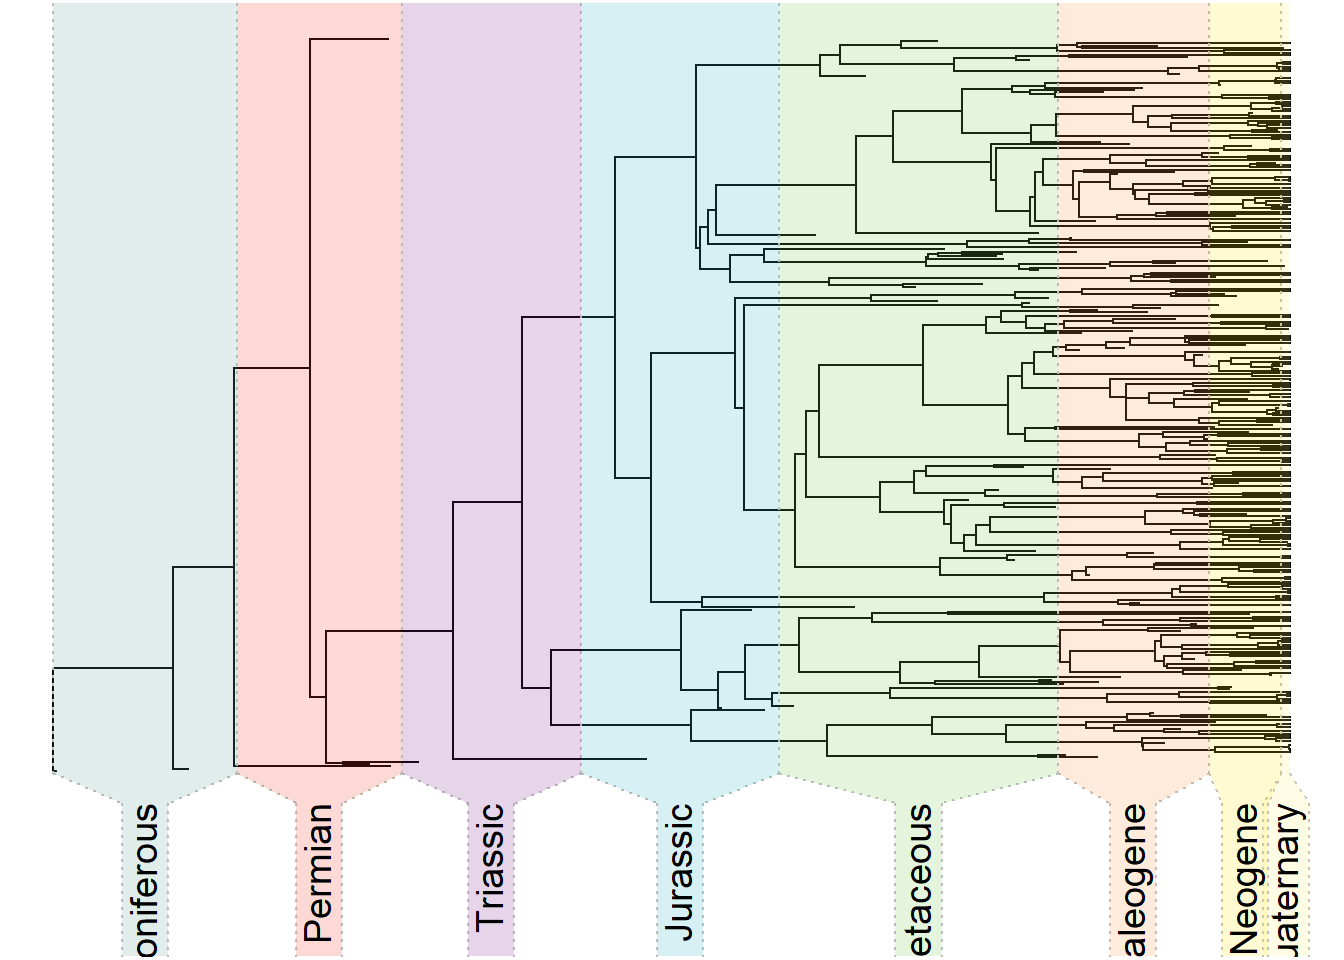 oniferous
Permian
Triassic
Jurassic
etaceous
aleogene
Neogene
uaternary